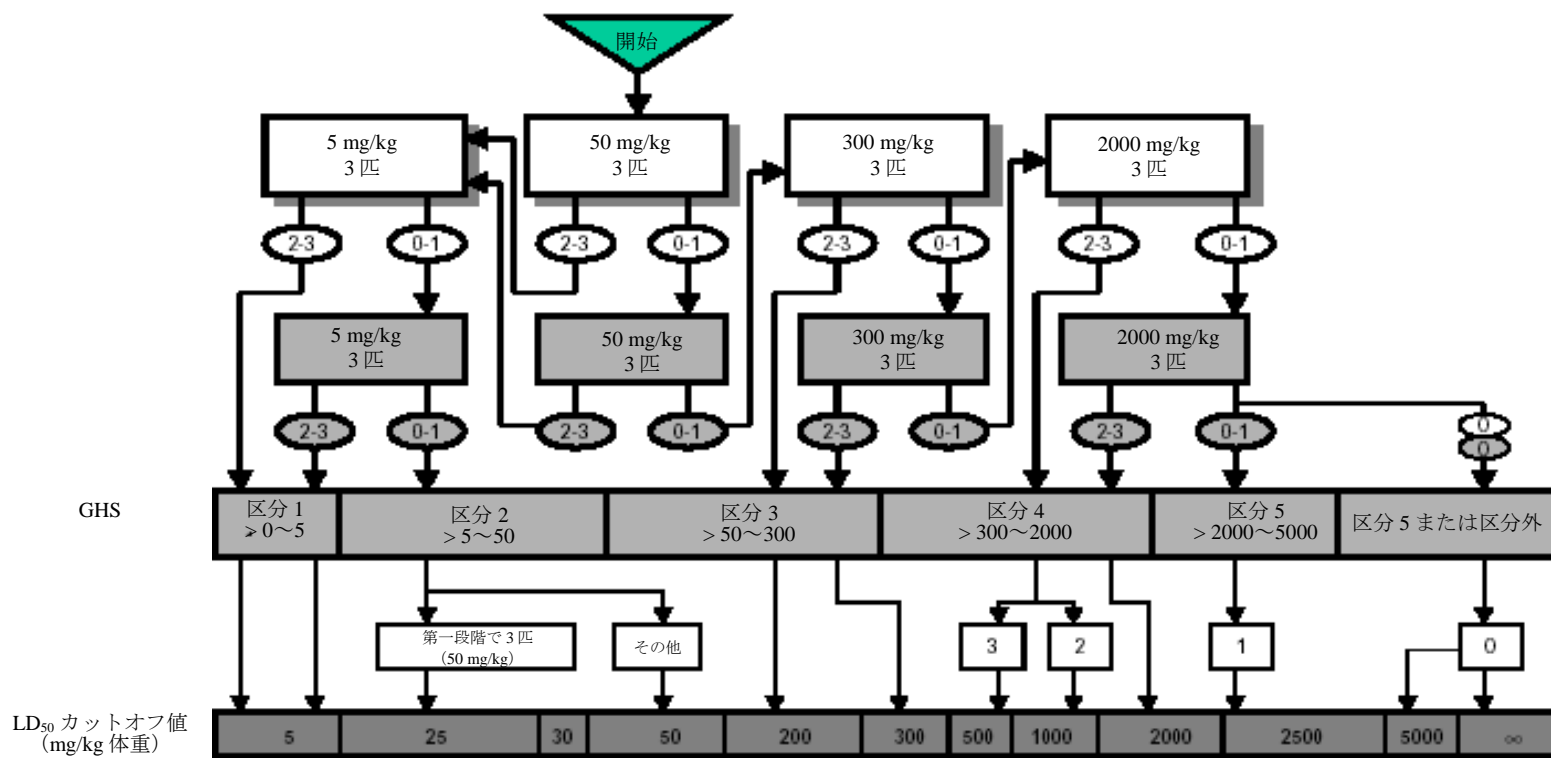 開始
5 mg/kg
3 匹
50 mg/kg
3 匹
300 mg/kg
3 匹
2000 mg/kg
3 匹
2-3
0-1
2-3
0-1
2-3
0-1
2-3
0-1
5 mg/kg
3 匹
50 mg/kg
3 匹
300 mg/kg
3 匹
2000 mg/kg
3 匹
2-3
0-1
2-3
0-1
2-3
0-1
2-3
0-1
0
0
GHS
区分 1
> 0～5
区分 2
> 5～50
区分 3
> 50～300
区分 4
> 300～2000
区分 5
> 2000～5000
区分 5 または区分外
第一段階で 3 匹
(50 mg/kg)
その他
3
2
1
0
LD₅₀ カットオフ値
（mg/kg 体重）
5
25
30
50
200
300
500
1000
2000
2500
5000
∞